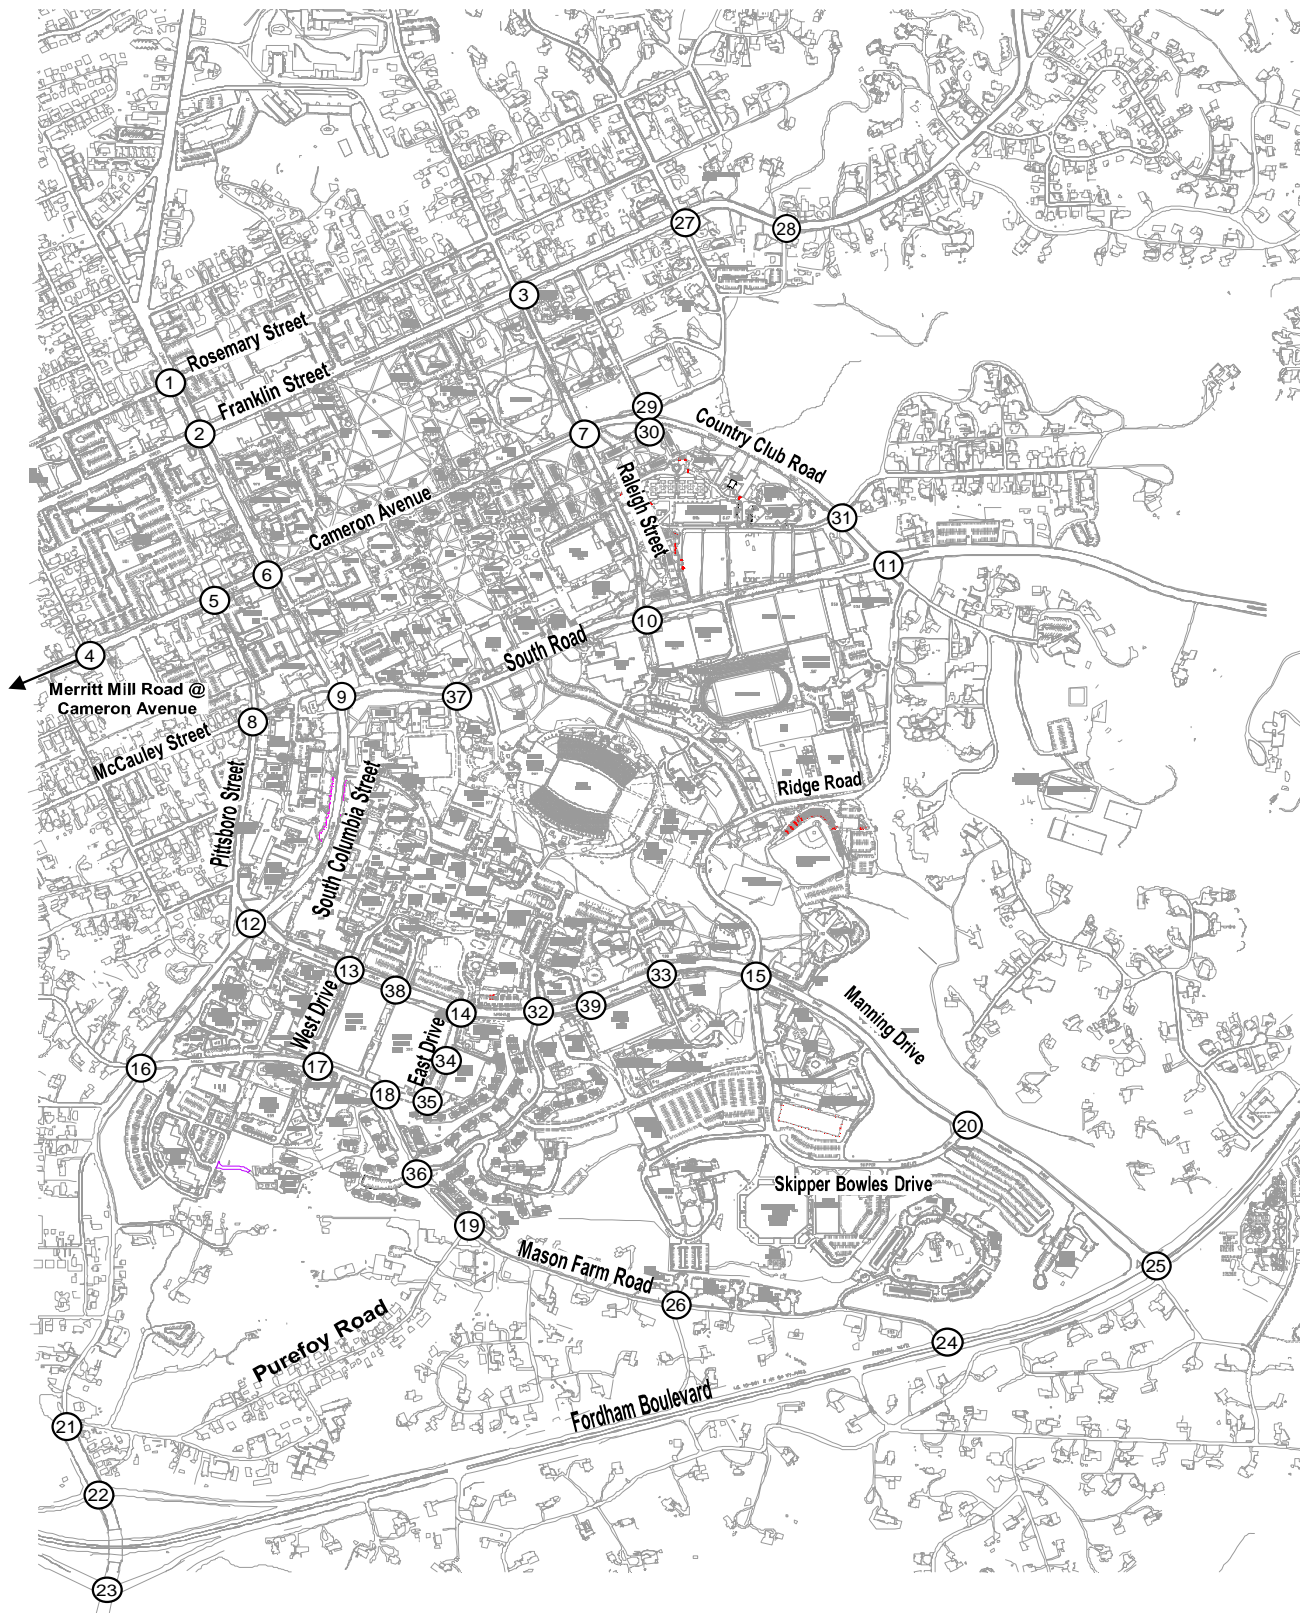 27
28
3
Rosemary Street
1
Franklin Street
2
29
30
7
Country Club Road
Cameron Avenue
Raleigh Street
31
6
11
5
10
4
South Road
Merritt Mill Road @
Cameron Avenue
9
37
8
McCauley Street
Pittsboro Street
South Columbia Street
Ridge Road
12
13
38
33
15
14
32
39
West Drive
East Drive
Manning Drive
16
17
34
18
35
20
36
Skipper Bowles Drive
19
Mason Farm Road
25
26
Purefoy Road
24
Fordham Boulevard
21
22
23